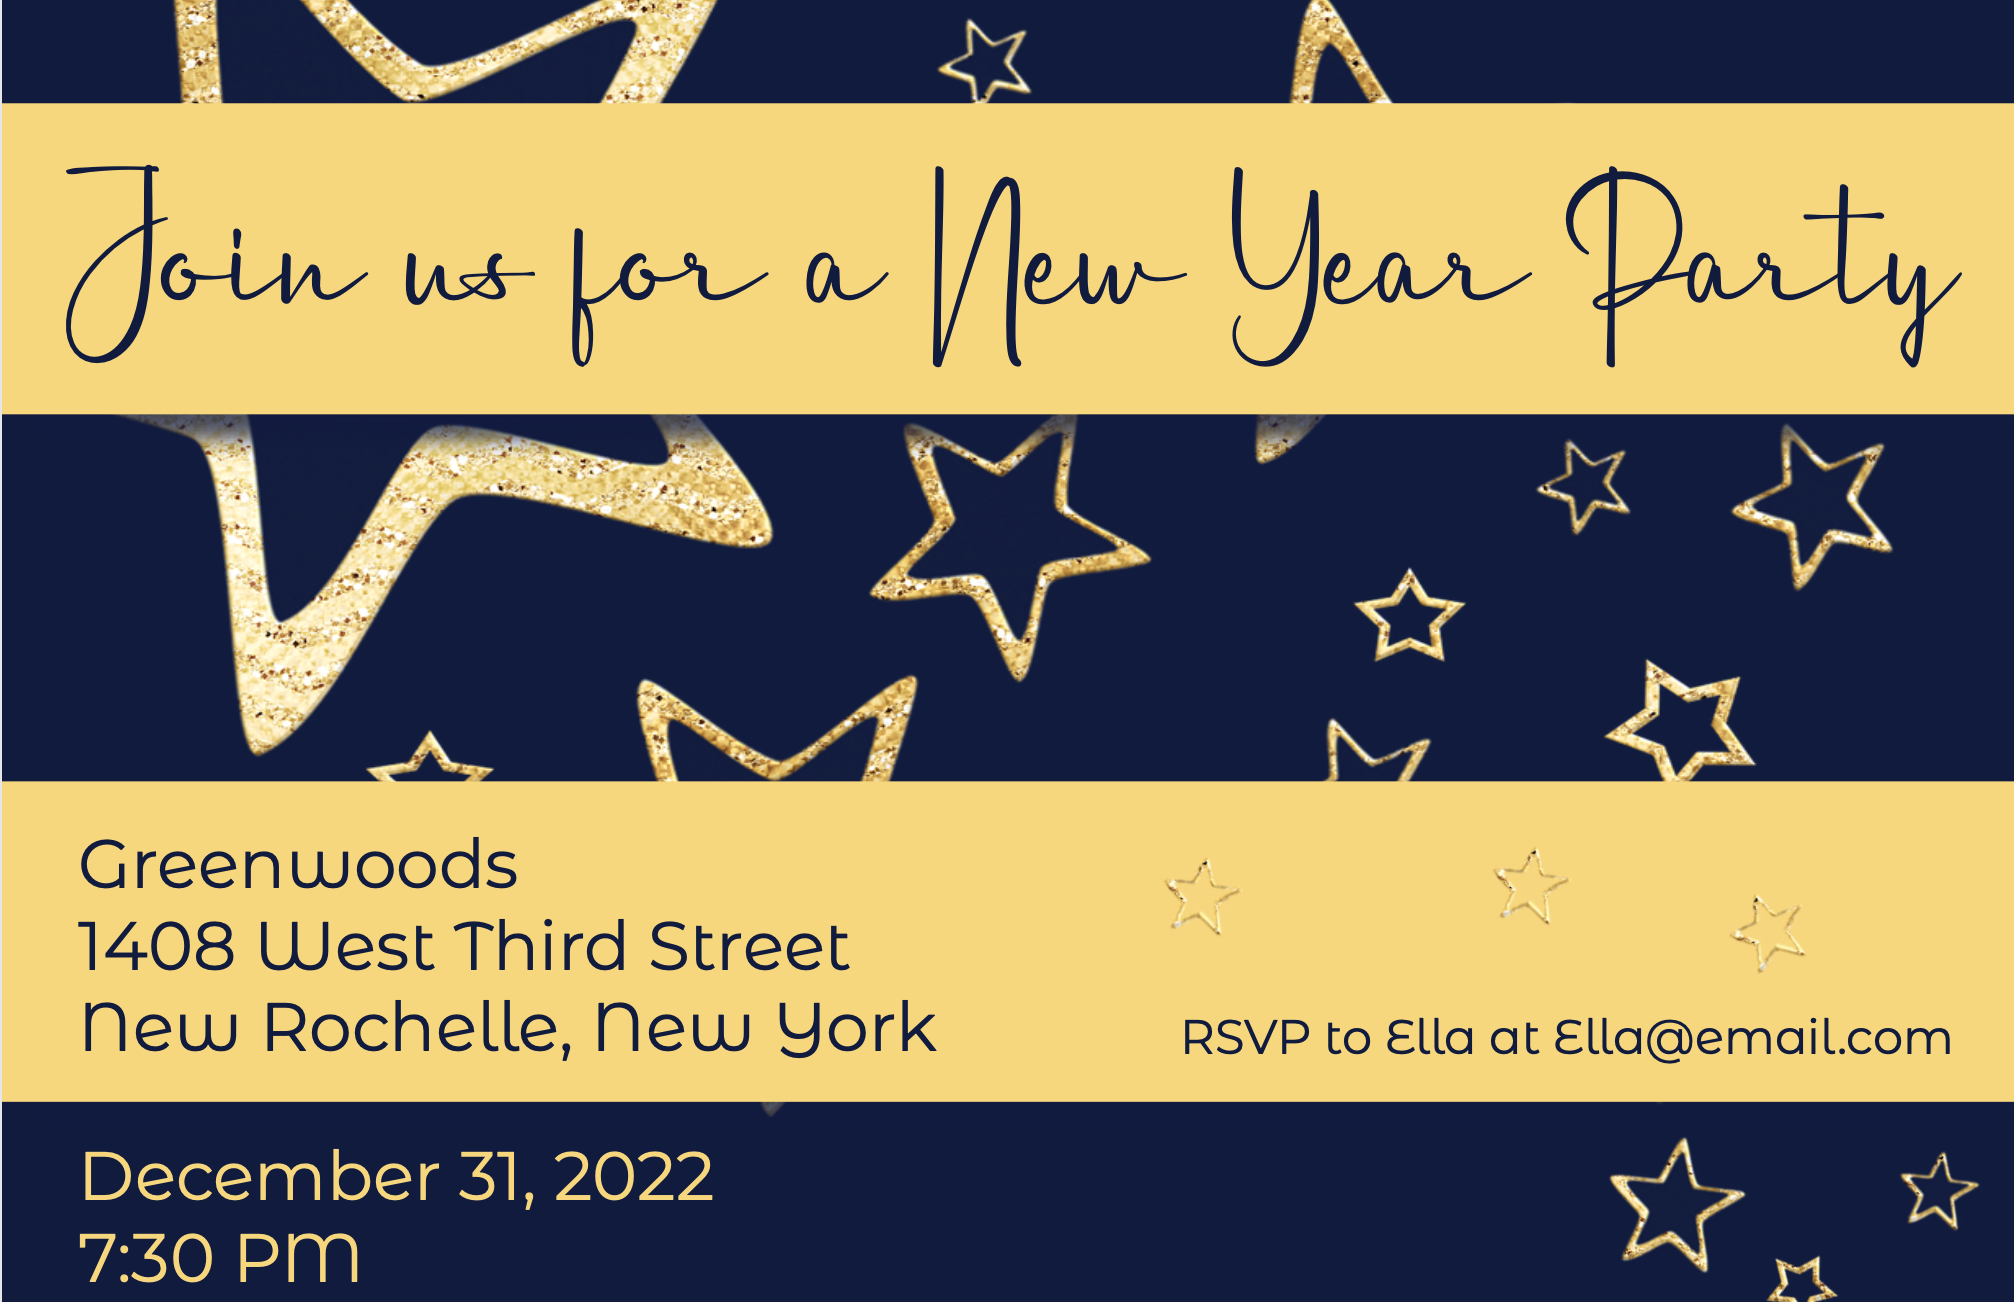 Join us for a New Year Party
Greenwoods
1408 West Third Street
New Rochelle, New York
RSVP to Ella at Ella@email.com
December 31, 2022
7:30 PM